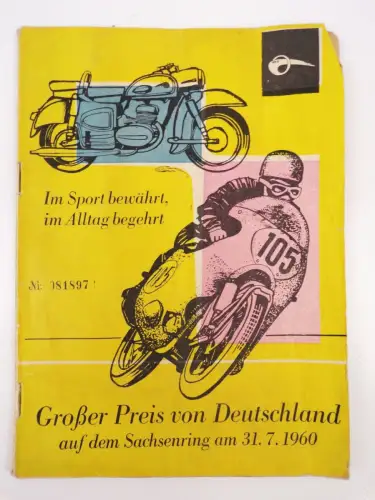 Im Sport bewährt,
im Alltag begehrt
№ 081897
105
Großer Preis von Deutschland
auf dem Sachsenring am 31.7.1960